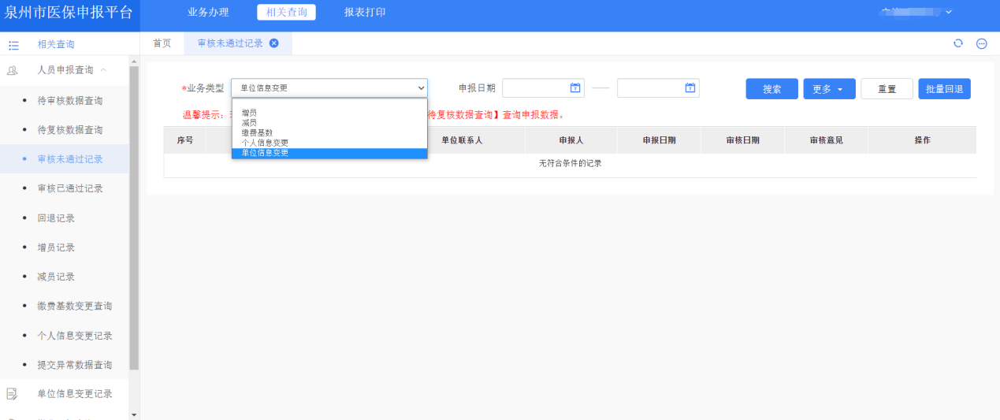 泉州市医保申报平台
业务办理 相关查询 报表打印
相关查询
首页 审核未通过记录
人员申报查询
待审核数据查询
待复核数据查询
审核未通过记录
审核已通过记录
回退记录
增员记录
减员记录
缴费基数变更查询
个人信息变更记录
提交异常数据查询
单位信息变更记录
*业务类型 单位信息变更 申报日期 7 — 7 搜索 更多 重置 批量回退
增员
减员
缴费基数
个人信息变更
单位信息变更
温馨提示: 待复核数据查询】查询申报数据。
序号 单位联系人 申报人 申报日期 审核日期 审核意见 操作
无符合条件的记录